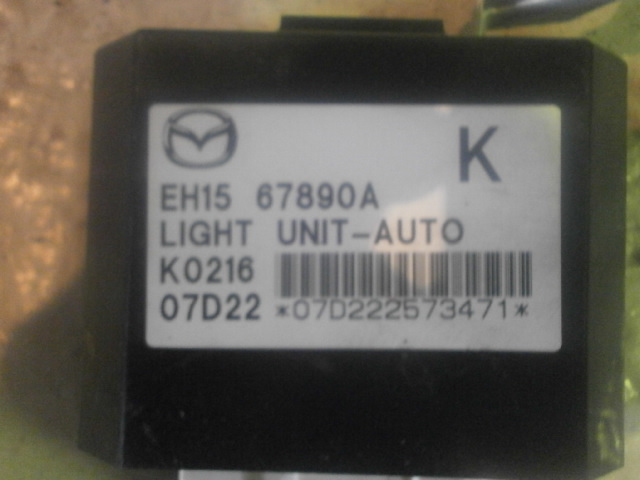 K
EH15 67890A
LIGHT UNIT-AUTO
K0216
07D22 *07D222573471*